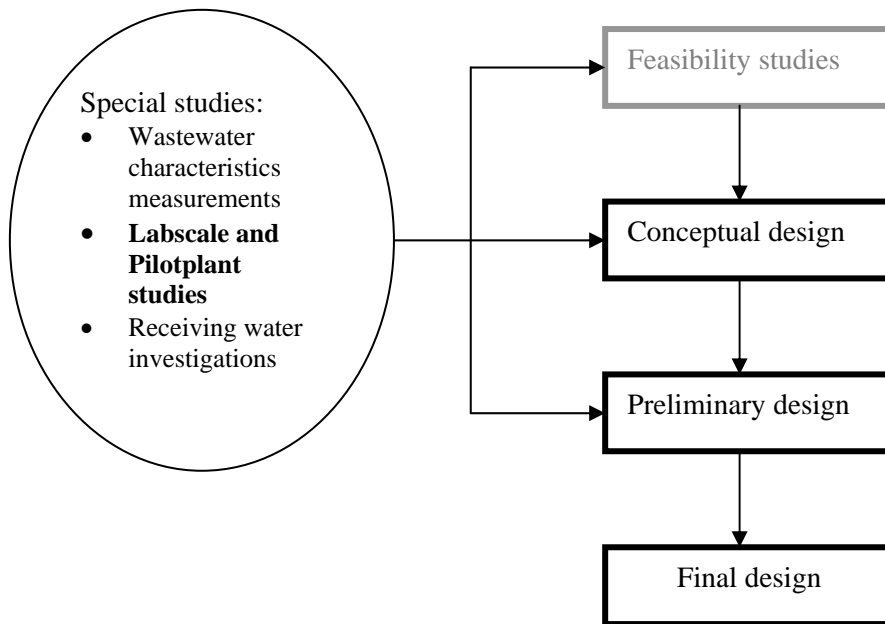 Special studies:
• Wastewater
characteristics
measurements
• Labscale and
Pilotplant
studies
• Receiving water
investigations
Feasibility studies
Conceptual design
Preliminary design
Final design